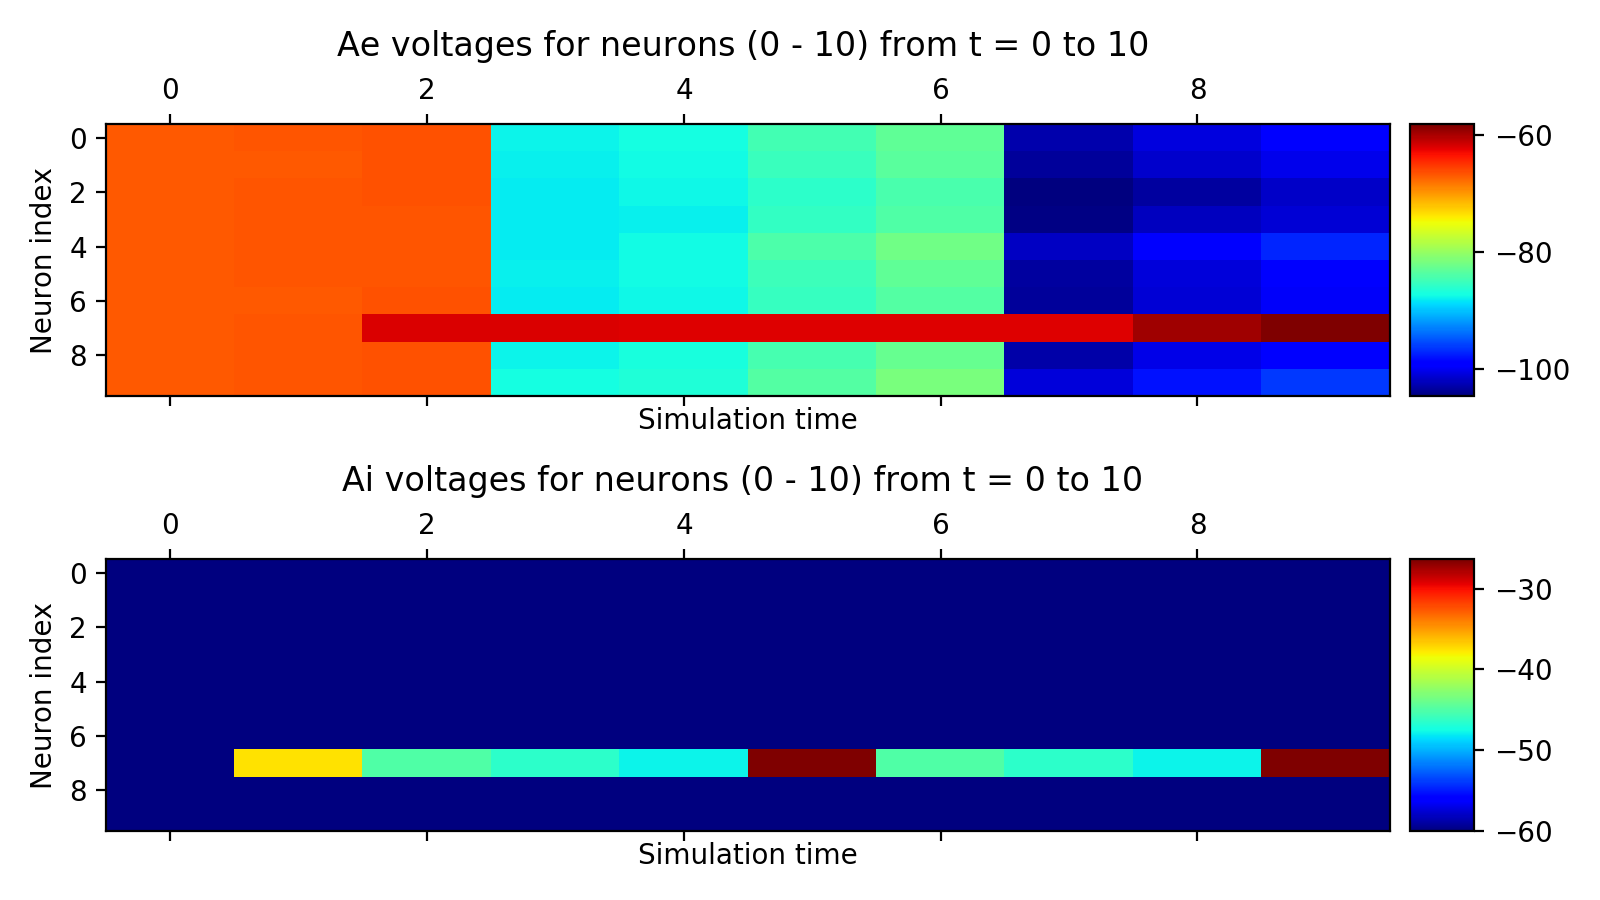 Ae voltages for neurons (0 - 10) from t = 0 to 10
0 2 4 6 8
Neuron index
0
2
4
6
8
−60
−80
−100
Simulation time
Ai voltages for neurons (0 - 10) from t = 0 to 10
0 2 4 6 8
Neuron index
0
2
4
6
8
−30
−40
−50
−60
Simulation time